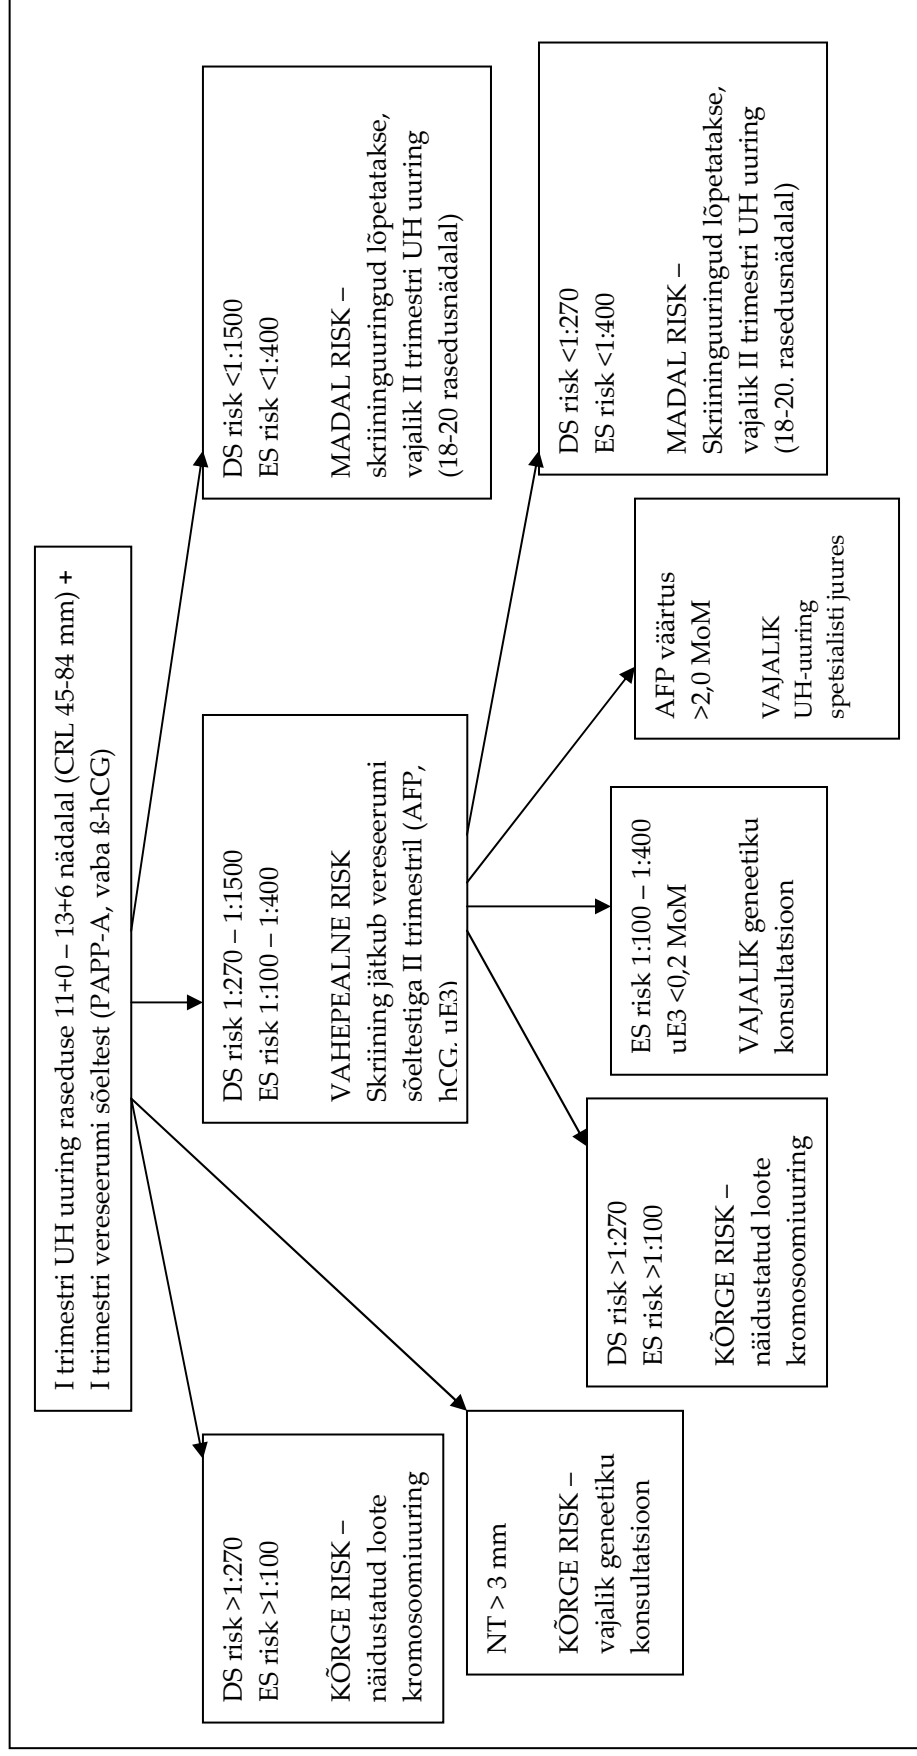 I trimestri UH uuring raseduse 11+0 – 13+6 nädalal (CRL 45-84 mm) +
I trimestri vereseerumi sõeltest (PAPP-A, vaba ß-hCG)
DS risk >1:270
ES risk >1:100
KÕRGE RISK –
näidustatud loote
kromosoomiuuring
DS risk 1:270 – 1:1500
ES risk 1:100 – 1:400
VAHEPEALNE RISK
Skriining jätkub vereseerumi
sõeltestiga II trimestril (AFP,
hCG. uE3)
DS risk <1:1500
ES risk <1:400
MADAL RISK –
skriininguuringud lõpetatakse,
vajalik II trimestri UH uuring
(18-20 rasedusnädalal)
NT > 3 mm
KÕRGE RISK –
vajalik geneetiku
konsultatsioon
DS risk >1:270
ES risk >1:100
KÕRGE RISK –
näidustatud loote
kromosoomiuuring
ES risk 1:100 – 1:400
uE3 <0,2 MoM
VAJALIK geneetiku
konsultatsioon
AFP väärtus
>2,0 MoM
VAJALIK
UH-uuring
spetsialisti juures
DS risk <1:270
ES risk <1:400
MADAL RISK –
Skriininguuringud lõpetatakse,
vajalik II trimestri UH uuring
(18-20. rasedusnädalal)